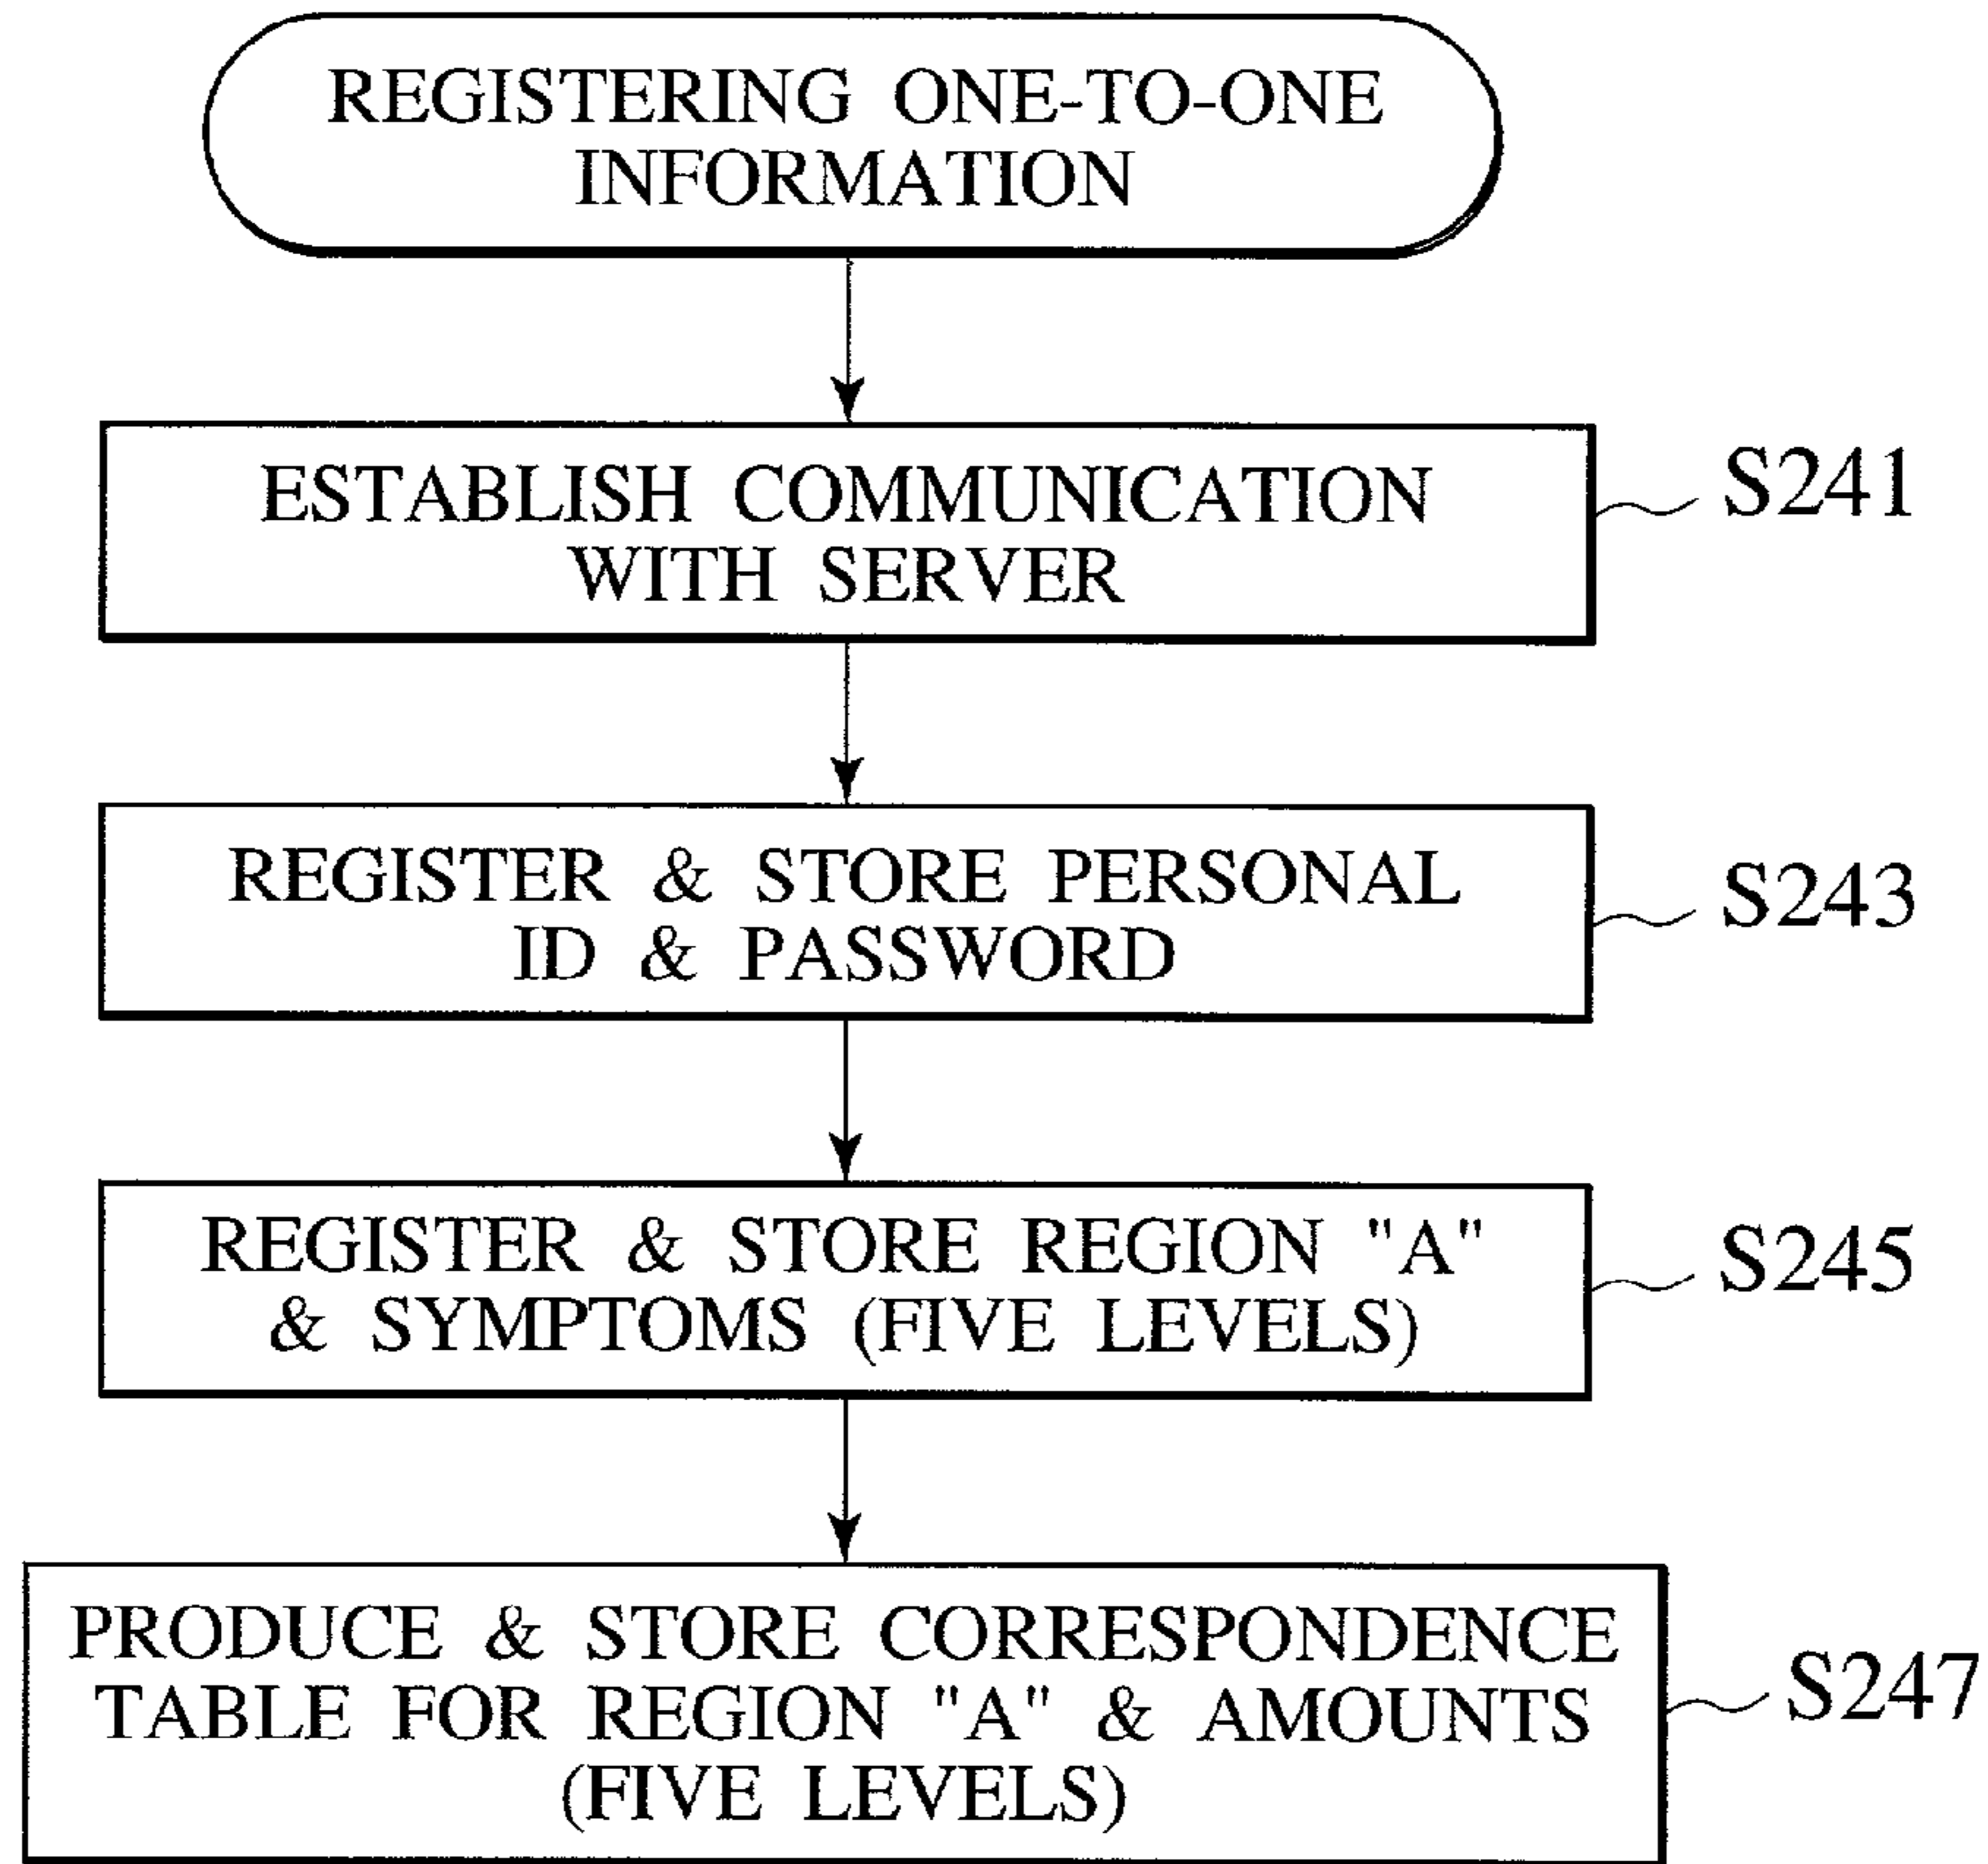 REGISTERING ONE-TO-ONE
INFORMATION
ESTABLISH COMMUNICATION
WITH SERVER
S241
REGISTER & STORE PERSONAL
ID & PASSWORD
S243
REGISTER & STORE REGION "A"
& SYMPTOMS (FIVE LEVELS)
S245
PRODUCE & STORE CORRESPONDENCE
TABLE FOR REGION "A" & AMOUNTS
(FIVE LEVELS)
S247